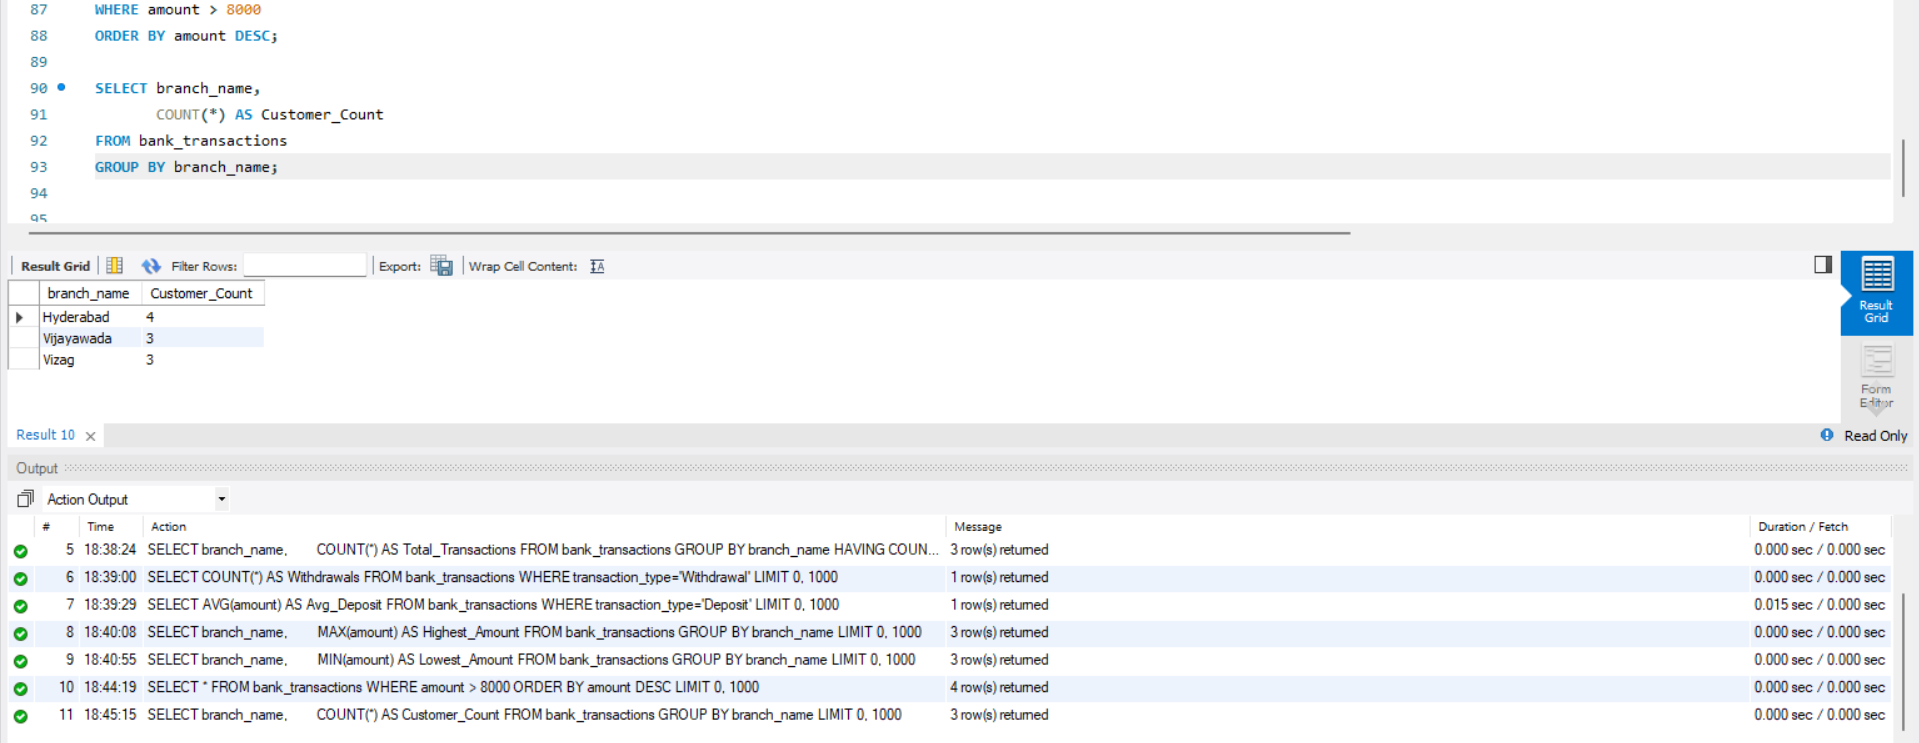 87 WHERE amount > 8000
88 ORDER BY amount DESC;
89
90 SELECT branch_name,
91 COUNT(*) AS Customer_Count
92 FROM bank_transactions
93 GROUP BY branch_name;
94
95
Result Grid Filter Rows: Export: Wrap Cell Content:
branch_name Customer_Count
Hyderabad 4
Vijayawada 3
Vizag 3
Result Grid
Form Editor
Result 10 Read Only
Output
Action Output
# Time Action Message Duration / Fetch
5 18:38:24 SELECT branch_name, COUNT(*) AS Total_Transactions FROM bank_transactions GROUP BY branch_name HAVING COUN... 3 row(s) returned 0.000 sec / 0.000 sec
6 18:39:00 SELECT COUNT(*) AS Withdrawals FROM bank_transactions WHERE transaction_type='Withdrawal' LIMIT 0, 1000 1 row(s) returned 0.000 sec / 0.000 sec
7 18:39:29 SELECT AVG(amount) AS Avg_Deposit FROM bank_transactions WHERE transaction_type='Deposit' LIMIT 0, 1000 1 row(s) returned 0.015 sec / 0.000 sec
8 18:40:08 SELECT branch_name, MAX(amount) AS Highest_Amount FROM bank_transactions GROUP BY branch_name LIMIT 0, 1000 3 row(s) returned 0.000 sec / 0.000 sec
9 18:40:55 SELECT branch_name, MIN(amount) AS Lowest_Amount FROM bank_transactions GROUP BY branch_name LIMIT 0, 1000 3 row(s) returned 0.000 sec / 0.000 sec
10 18:44:19 SELECT * FROM bank_transactions WHERE amount > 8000 ORDER BY amount DESC LIMIT 0, 1000 4 row(s) returned 0.000 sec / 0.000 sec
11 18:45:15 SELECT branch_name, COUNT(*) AS Customer_Count FROM bank_transactions GROUP BY branch_name LIMIT 0, 1000 3 row(s) returned 0.000 sec / 0.000 sec